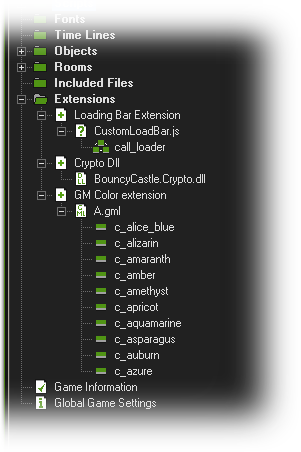 Fonts
Time Lines
Objects
Rooms
Included Files
Extensions
Loading Bar Extension
CustomLoadBar.js
call_loader
Crypto Dll
BouncyCastle.Crypto.dll
GM Color extension
A.gml
c_alice_blue
c_alizarin
c_amaranth
c_amber
c_amethyst
c_apricot
c_aquamarine
c_asparagus
c_auburn
c_azure
Game Information
Global Game Settings